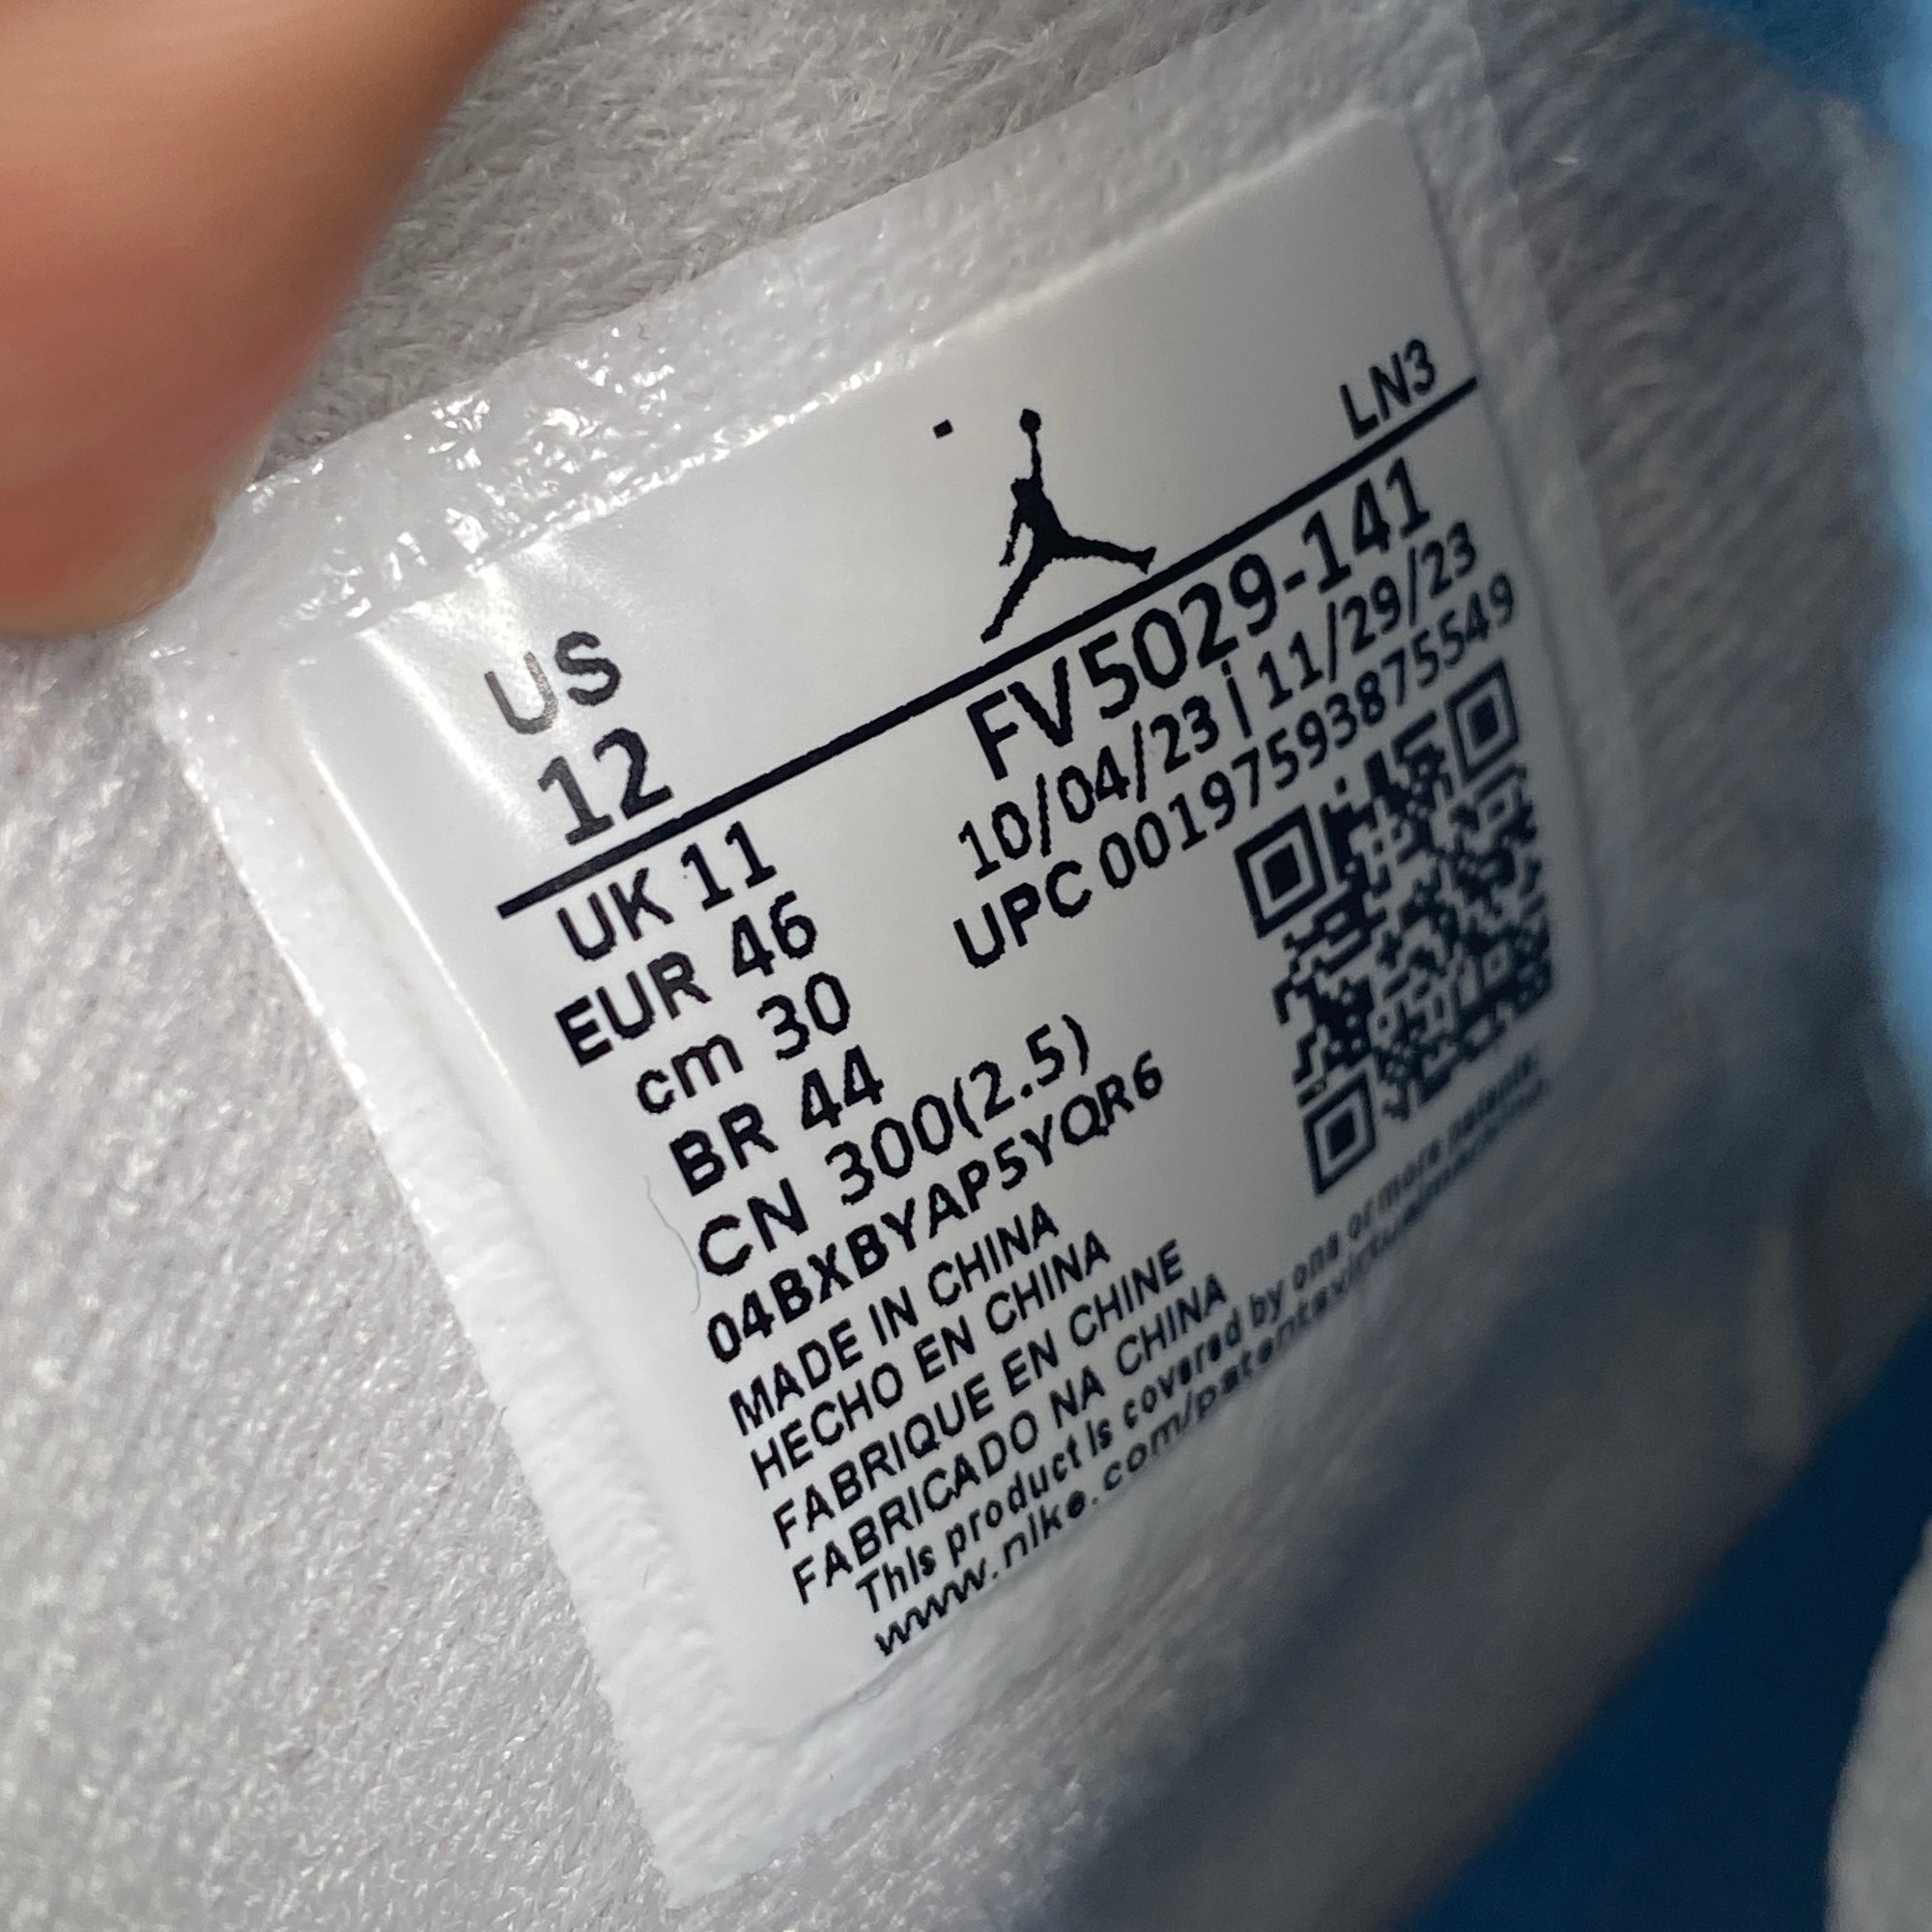 LN3
US
12
FV5029-141
10/04/23 | 11/29/23
UPC 00197593875549
UK 11
EUR 46
cm 30
BR 44
CN 300(2.5)
04BXBYAP5YQR6
MADE IN CHINA
HECHO EN CHINA
FABRIQUE EN CHINE
FABRICADO NA CHINA
This product is covered by one or more patents.
www.nike.com/patentsvirtualmarking